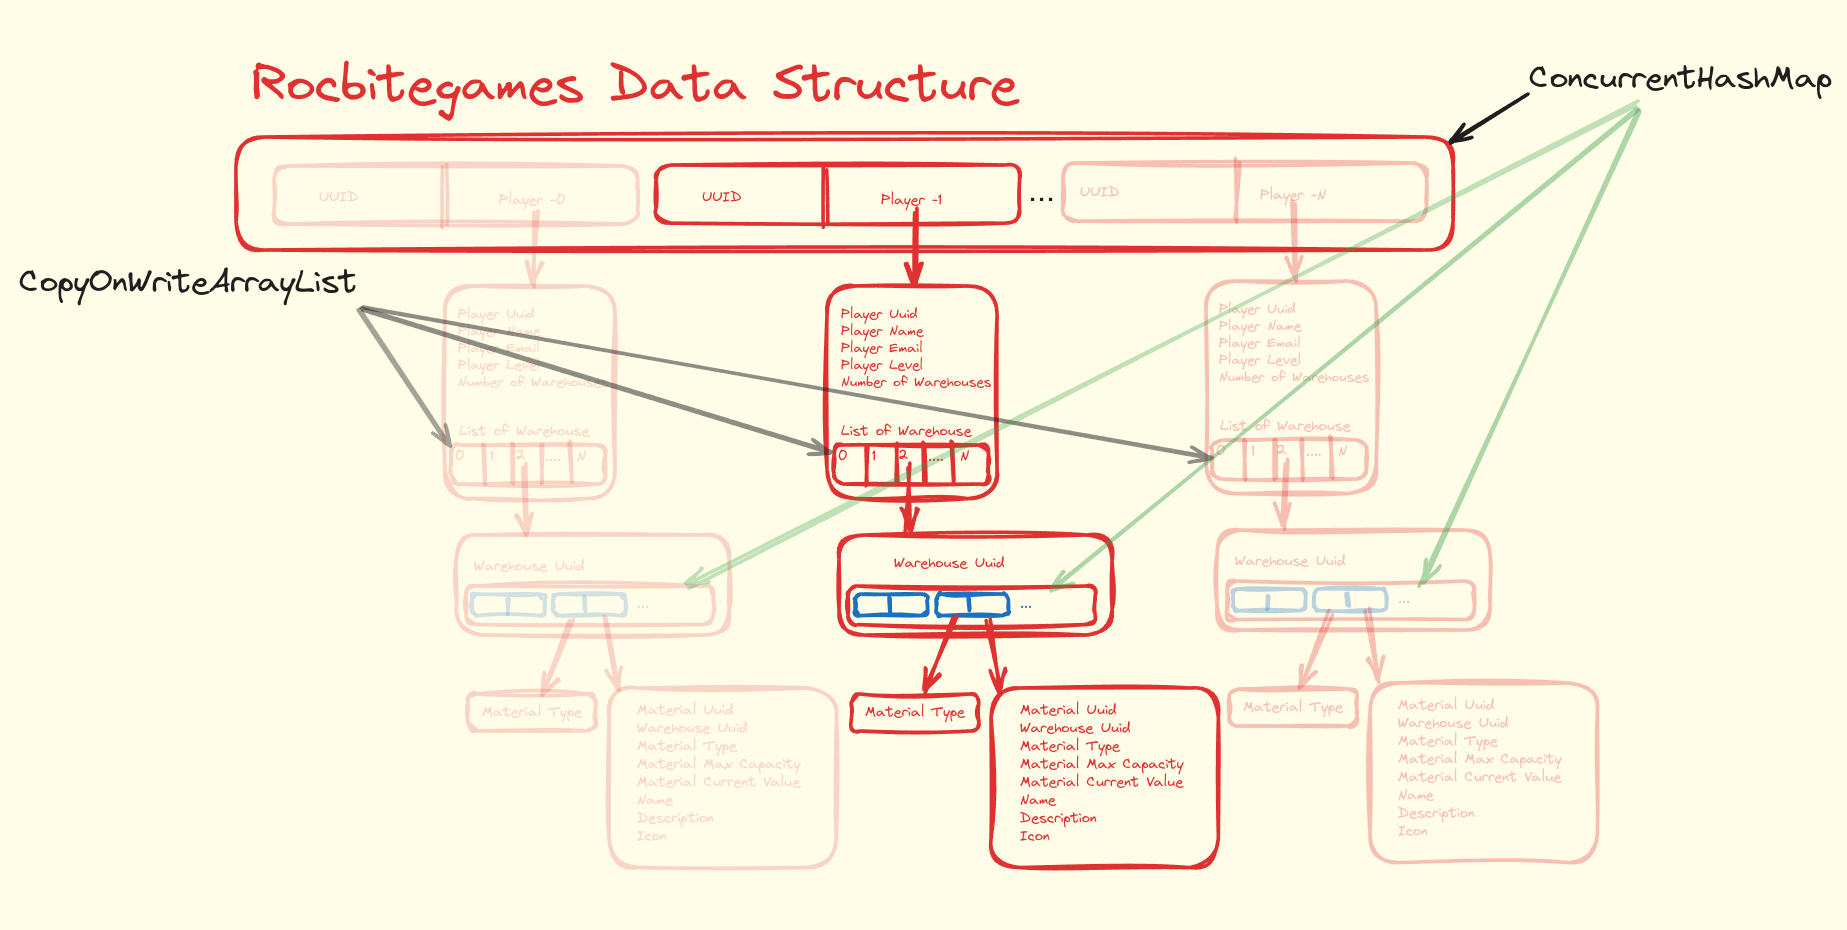 Rocbitegames Data Structure
ConcurrentHashMap
UUID
Player -0
UUID
Player -1
...
UUID
Player -N
CopyOnWriteArrayList
Player Uuid
Player Name
Player Email
Player Level
Number of Warehouses
List of Warehouse
0 1 2 .... N
Warehouse Uuid
...
Material Type
Material Uuid
Warehouse Uuid
Material Type
Material Max Capacity
Material Current Value
Name
Description
Icon
Player Uuid
Player Name
Player Email
Player Level
Number of Warehouses
List of Warehouse
0 1 2 .... N
Warehouse Uuid
...
Material Type
Material Uuid
Warehouse Uuid
Material Type
Material Max Capacity
Material Current Value
Name
Description
Icon
Player Uuid
Player Name
Player Email
Player Level
Number of Warehouses
List of Warehouse
0 1 2 .... N
Warehouse Uuid
...
Material Type
Material Uuid
Warehouse Uuid
Material Type
Material Max Capacity
Material Current Value
Name
Description
Icon